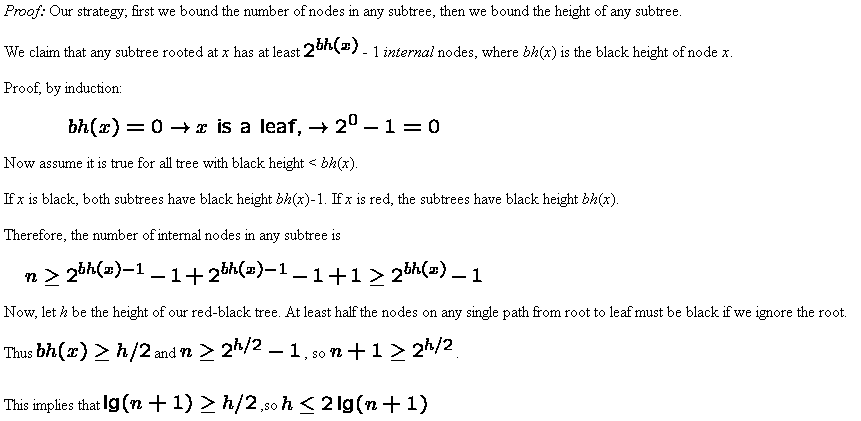 Proof: Our strategy; first we bound the number of nodes in any subtree, then we bound the height of any subtree.
We claim that any subtree rooted at x has at least 2^{bh(x)} - 1 internal nodes, where bh(x) is the black height of node x.
Proof, by induction:
bh(x) = 0 → x is a leaf, → 2^0 − 1 = 0
Now assume it is true for all tree with black height < bh(x).
If x is black, both subtrees have black height bh(x)-1. If x is red, the subtrees have black height bh(x).
Therefore, the number of internal nodes in any subtree is
n ≥ 2^{bh(x)−1} − 1 + 2^{bh(x)−1} − 1 + 1 ≥ 2^{bh(x)} − 1
Now, let h be the height of our red-black tree. At least half the nodes on any single path from root to leaf must be black if we ignore the root.
Thus bh(x) ≥ h/2 and n ≥ 2^{h/2} − 1, so n + 1 ≥ 2^{h/2}.
This implies that lg(n + 1) ≥ h/2 ,so h ≤ 2 lg(n + 1)